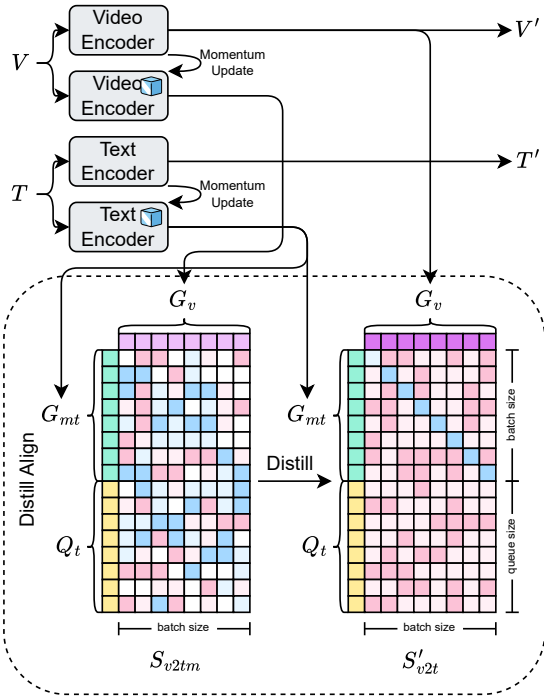 Video
Encoder
V
V′
Momentum
Update
Video
Encoder
Text
Encoder
T
T′
Momentum
Update
Text
Encoder
G_v
G_v
G_mt
G_mt
batch size
Distill Align
Distill
Q_t
Q_t
queue size
batch size
batch size
S_v2tm
S′_v2t